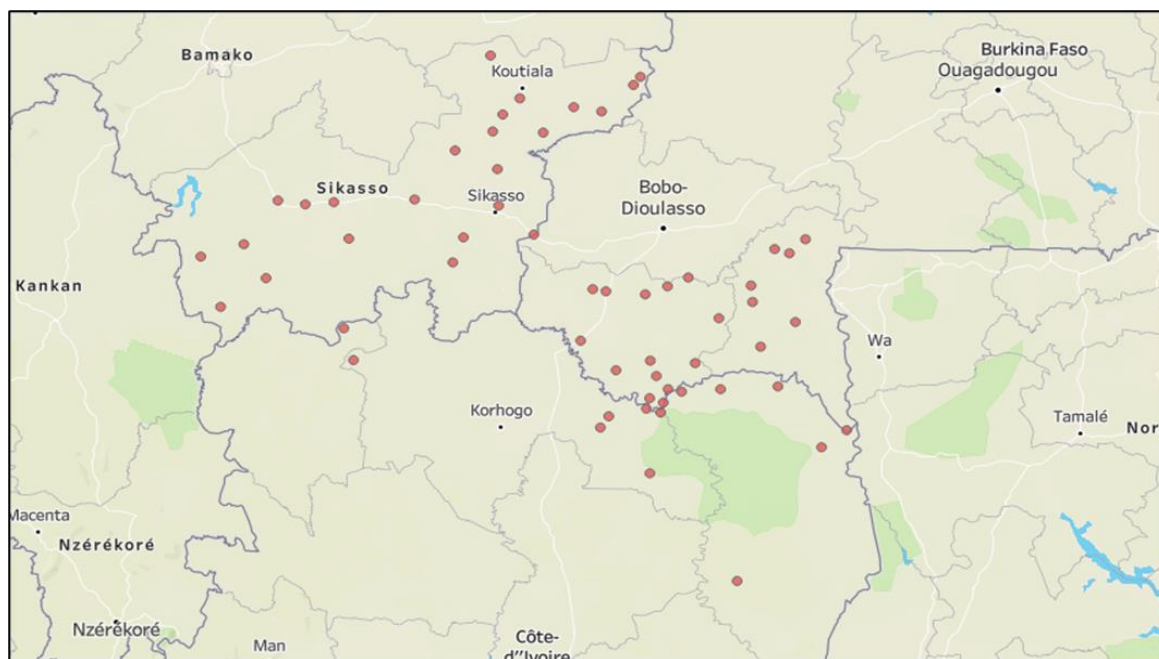 Bamako
Koutiala
Burkina Faso
Ouagadougou
Sikasso
Sikasso
Bobo-
Dioulasso
Kankan
Wa
Korhogo
Tamalé
Nor
Macenta
Nzérékoré
Nzérékoré
Man
Côte-
d''Ivoire